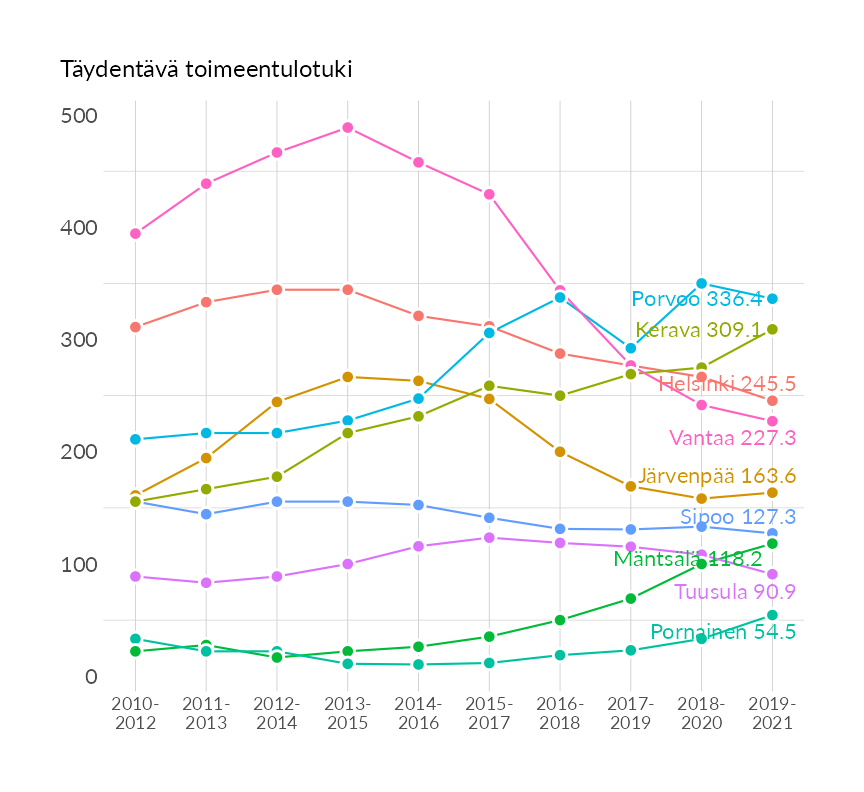 Täydentävä toimeentulotuki
500
400
300
200
100
0
Porvoo 336.4
Kerava 309.1
Helsinki 245.5
Vantaa 227.3
Järvenpää 163.6
Sipoo 127.3
Mäntsälä 118.2
Tuusula 90.9
Pornainen 54.5
2010-2012
2011-2013
2012-2014
2013-2015
2014-2016
2015-2017
2016-2018
2017-2019
2018-2020
2019-2021